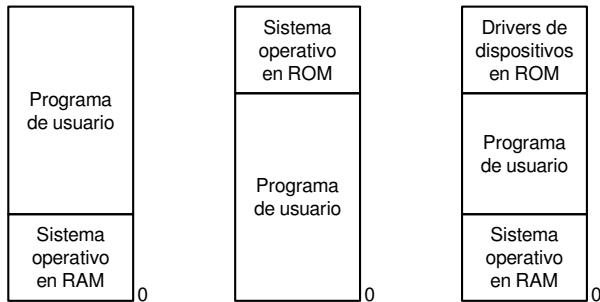 Programa
de usuario
Sistema
operativo
en RAM
0
Sistema
operativo
en ROM
Programa
de usuario
0
Drivers de
dispositivos
en ROM
Programa
de usuario
Sistema
operativo
en RAM
0